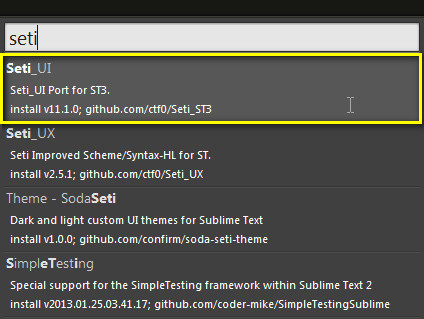 seti
Seti_UI
Seti_UI Port for ST3.
install v11.1.0; github.com/ctf0/Seti_ST3
Seti_UX
Seti Improved Scheme/Syntax-HL for ST.
install v2.5.1; github.com/ctf0/Seti_UX
Theme - SodaSeti
Dark and light custom UI themes for Sublime Text
install v1.0.0; github.com/confirm/soda-seti-theme
SimpleTesting
Special support for the SimpleTesting framework within Sublime Text 2
install v2013.01.25.03.41.17; github.com/coder-mike/SimpleTestingSublime